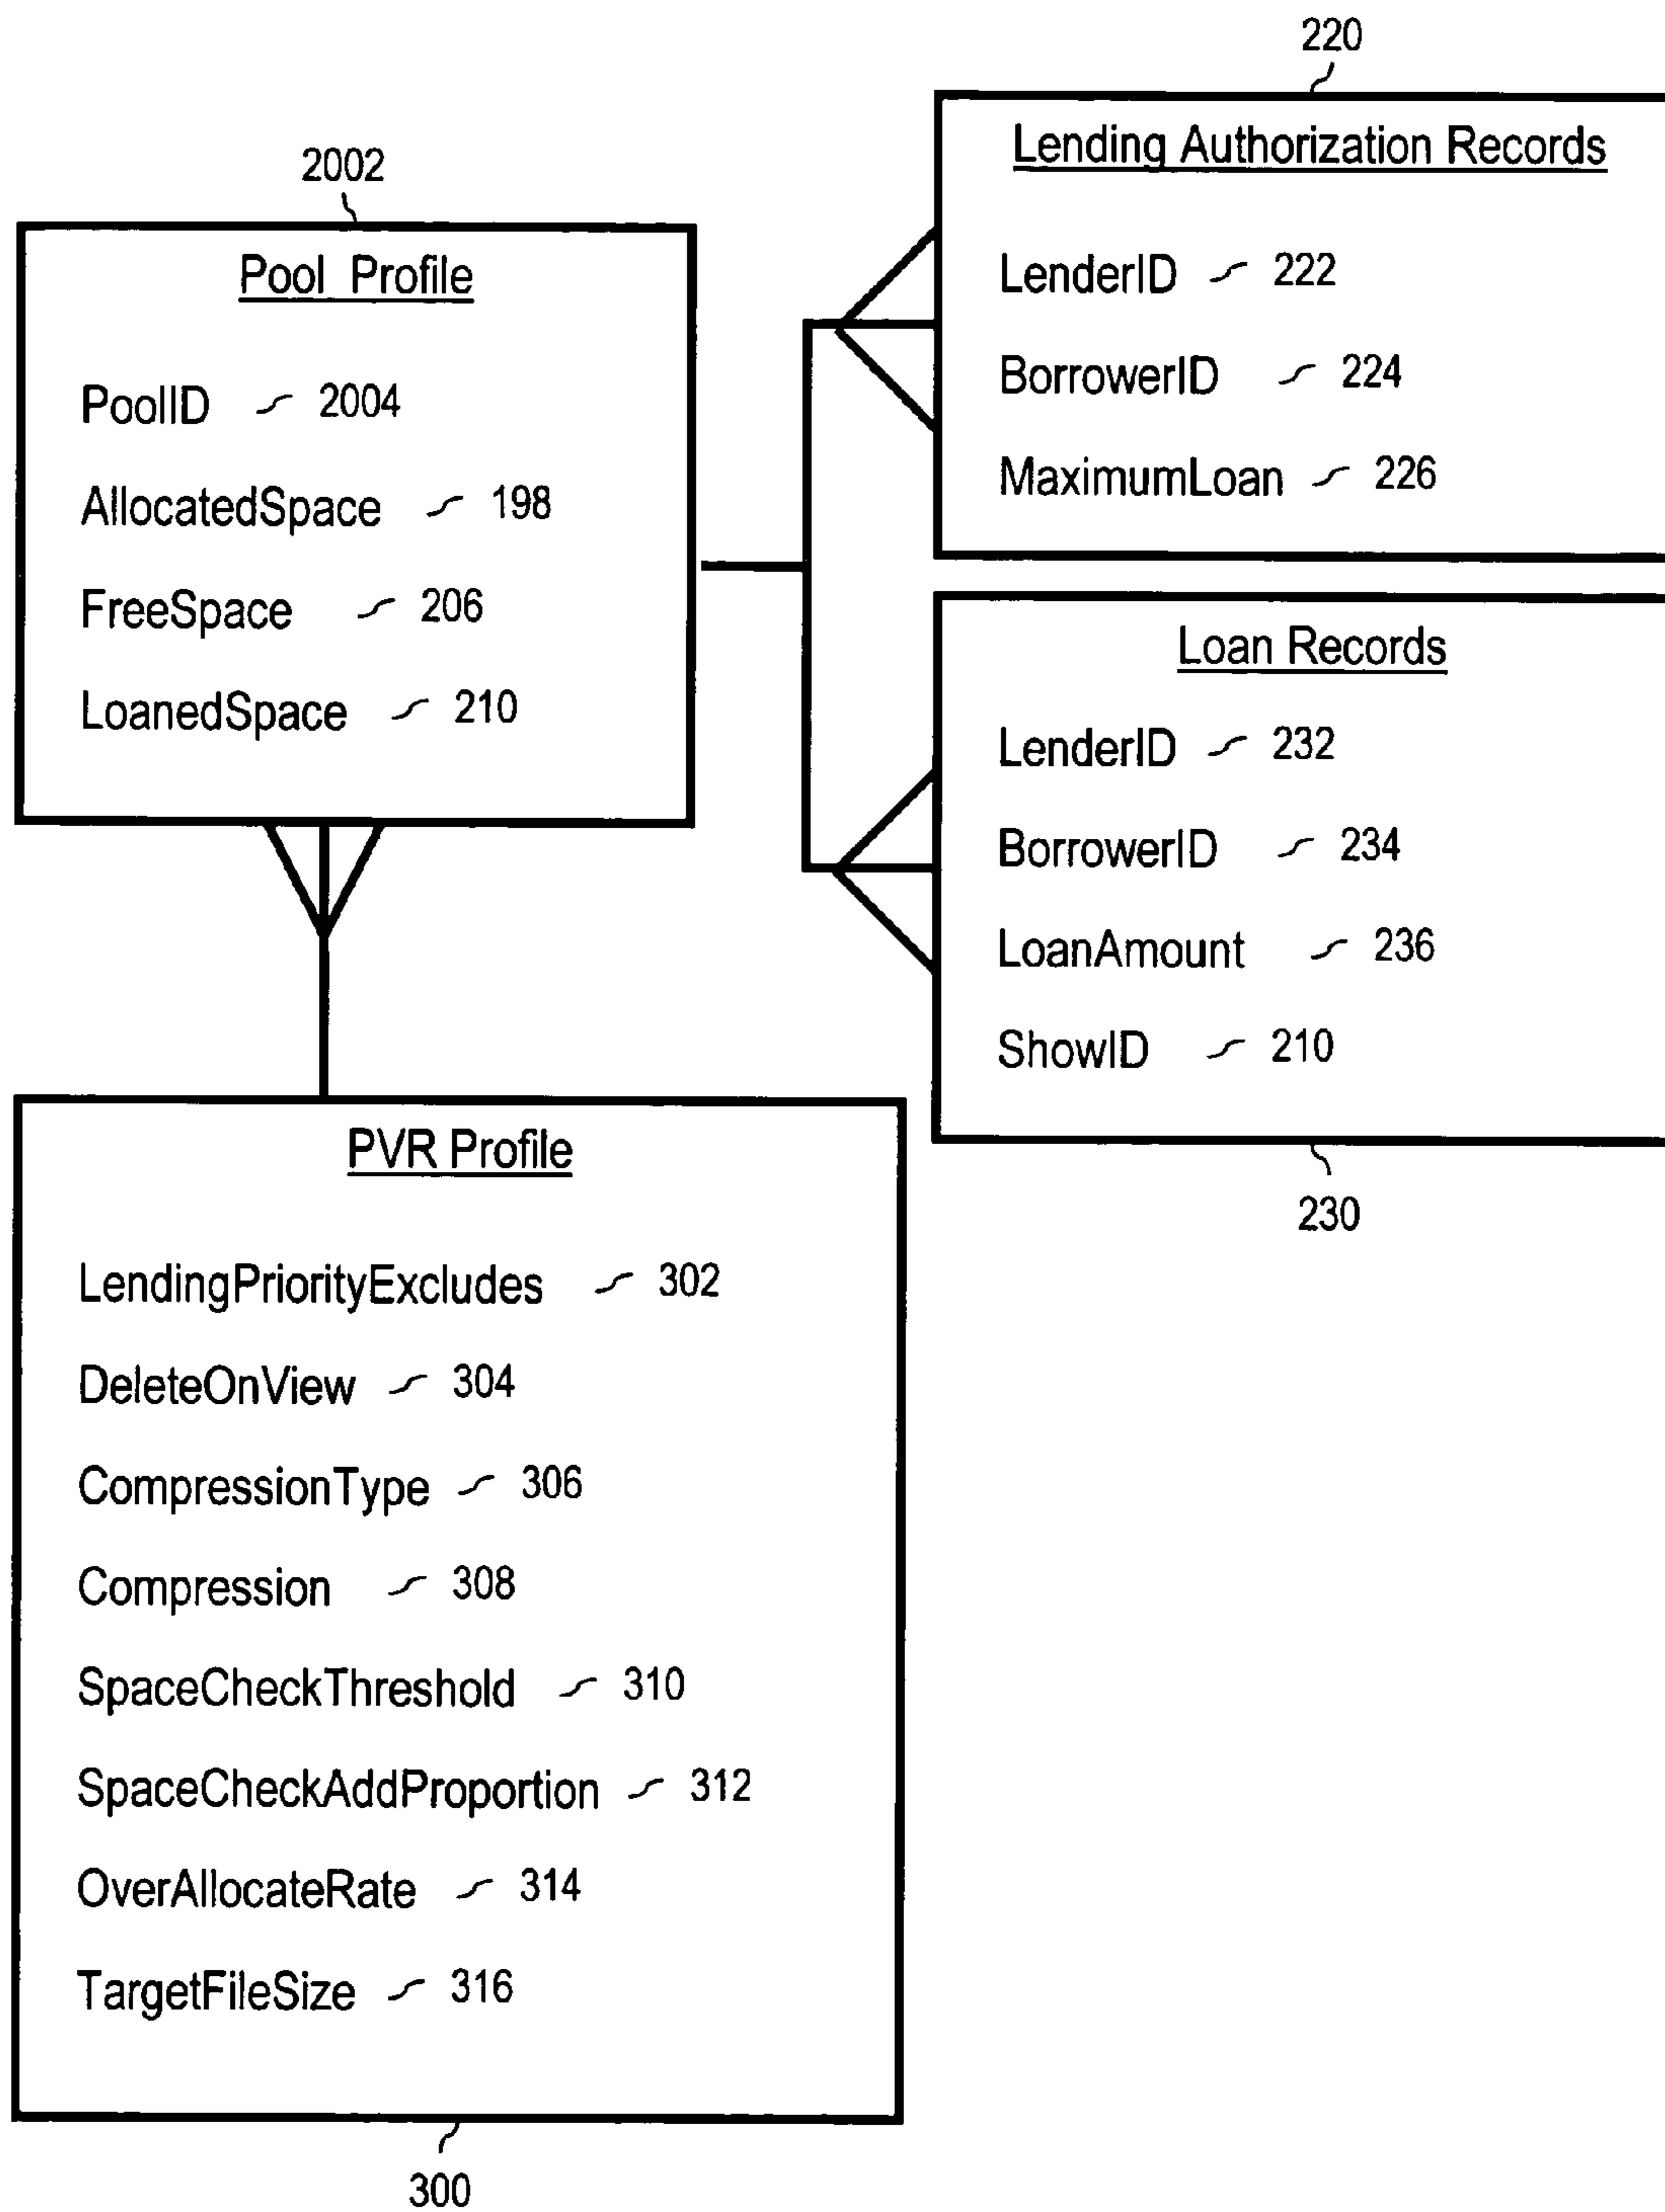 2002
Pool Profile
PoolID 2004
AllocatedSpace 198
FreeSpace 206
LoanedSpace 210
220
Lending Authorization Records
LenderID 222
BorrowerID 224
MaximumLoan 226
Loan Records
LenderID 232
BorrowerID 234
LoanAmount 236
ShowID 210
230
PVR Profile
LendingPriorityExcludes 302
DeleteOnView 304
CompressionType 306
Compression 308
SpaceCheckThreshold 310
SpaceCheckAddProportion 312
OverAllocateRate 314
TargetFileSize 316
300